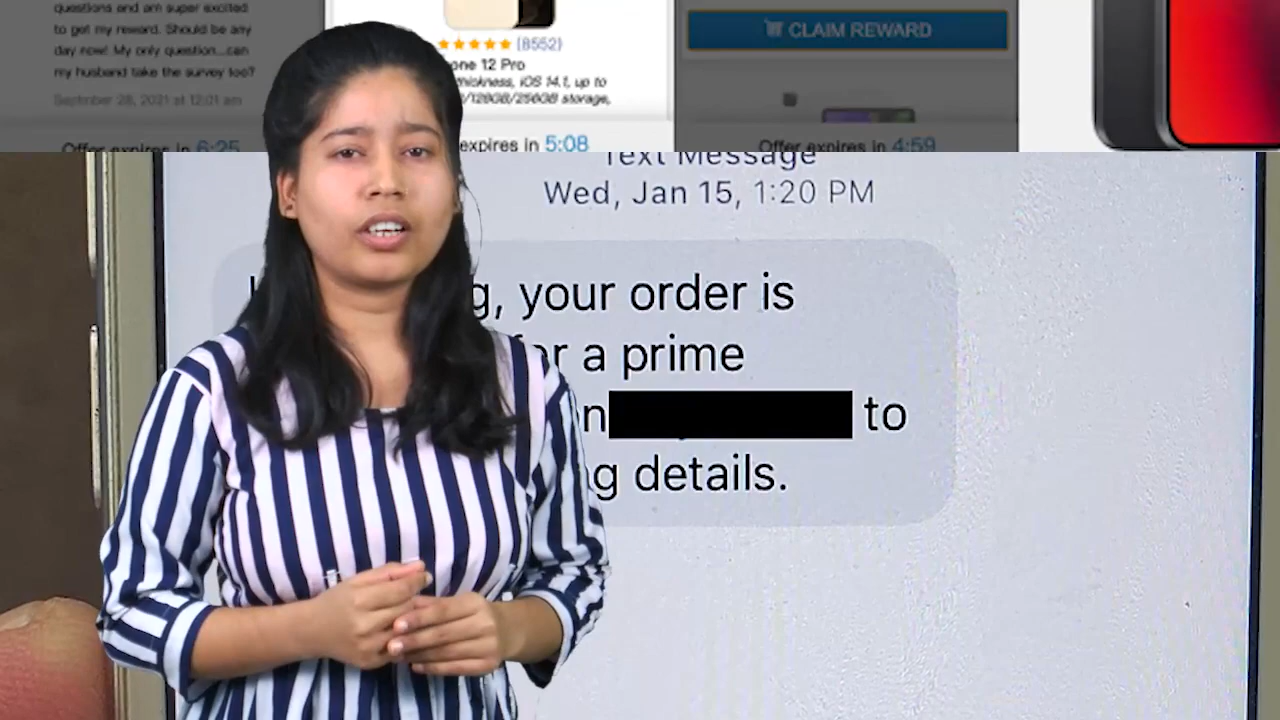 questions and am super excited
to get my reward. Should be any
day now! My only question...can
my husband take the survey too?
September 28, 2021 at 12:01 am
Offer expires in 6:25
(8552)
12 Pro
thickness, iOS 14.1, up to
/128GB/256GB storage,
expires in 5:08
CLAIM REWARD
Offer expires in 4:59
Text Message
Wed, Jan 15, 1:20 PM
your order is
a prime
to
details.